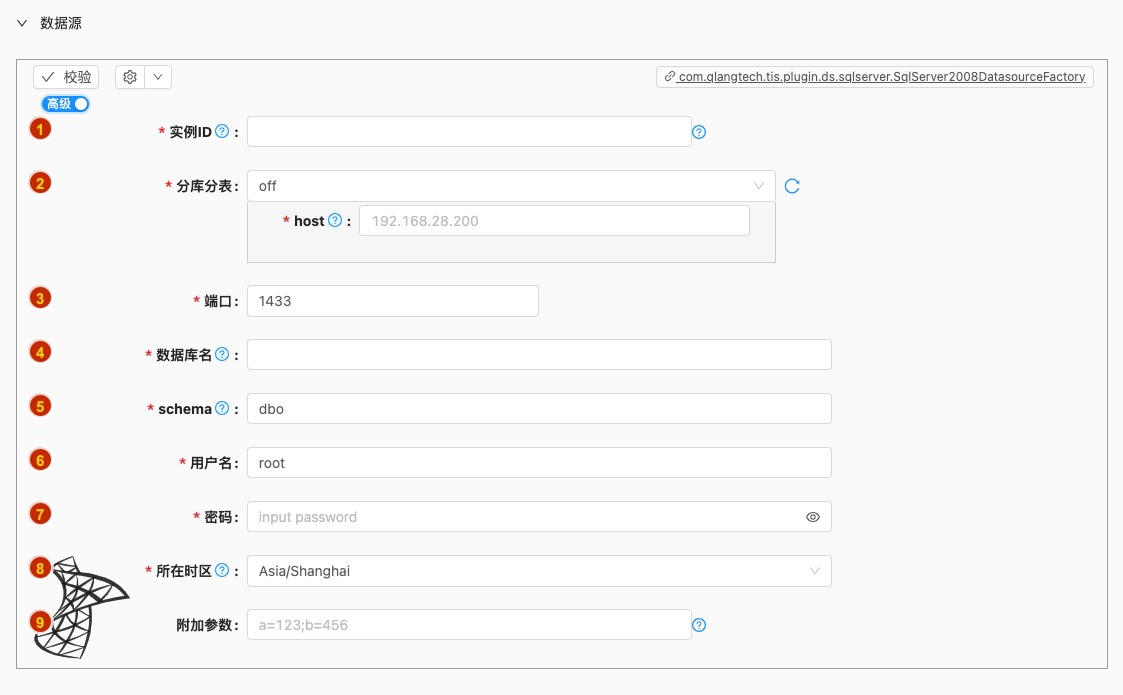 数据源
校验
com.qlangtech.tis.plugin.ds.sqlserver.SqlServer2008DatasourceFactory
高级
1 * 实例ID ? :  ?
2 * 分库分表: off
* host ? : 192.168.28.200
3 * 端口: 1433
4 * 数据库名 ? :
5 * schema ? : dbo
6 * 用户名: root
7 * 密码: input password
8 * 所在时区 ? : Asia/Shanghai
9 附加参数: a=123;b=456 ?